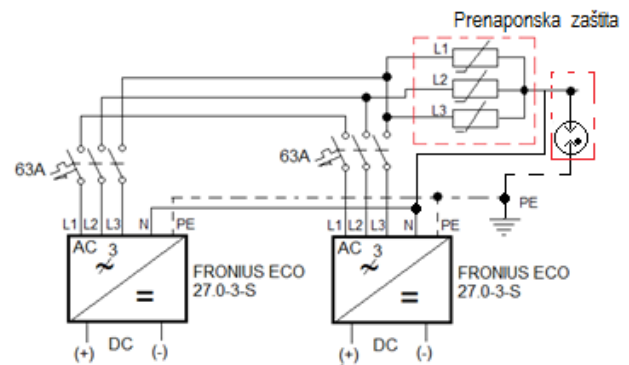 Prenaponska zaštita
L1
L2
L3
63A
63A
PE
L1 L2 L3 N PE
L1 L2 L3 N PE
AC 3
~
=
FRONIUS ECO
27.0-3-S
AC 3
~
=
FRONIUS ECO
27.0-3-S
(+) DC (-)
(+) DC (-)